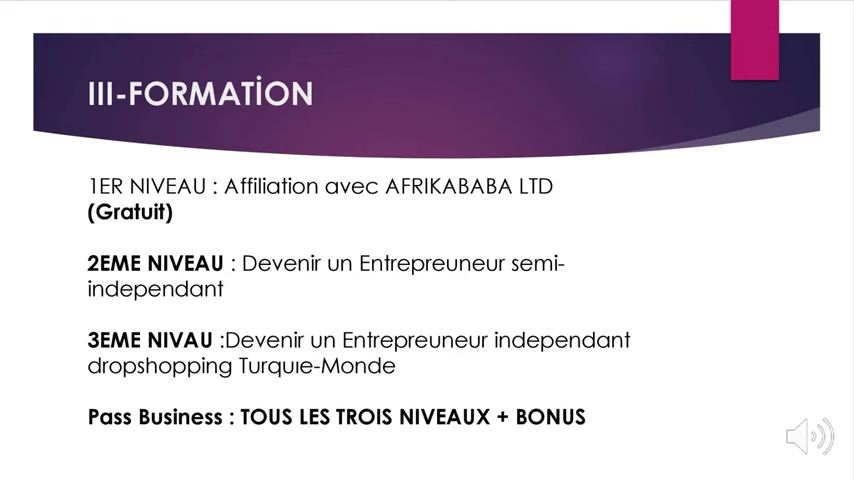 III-FORMATİON
1ER NIVEAU : Affiliation avec AFRIKABABA LTD
(Gratuit)
2EME NIVEAU : Devenir un Entrepreuneur semi-
independant
3EME NIVAU :Devenir un Entrepreuneur independant
dropshopping Turquıe-Monde
Pass Business : TOUS LES TROIS NIVEAUX + BONUS